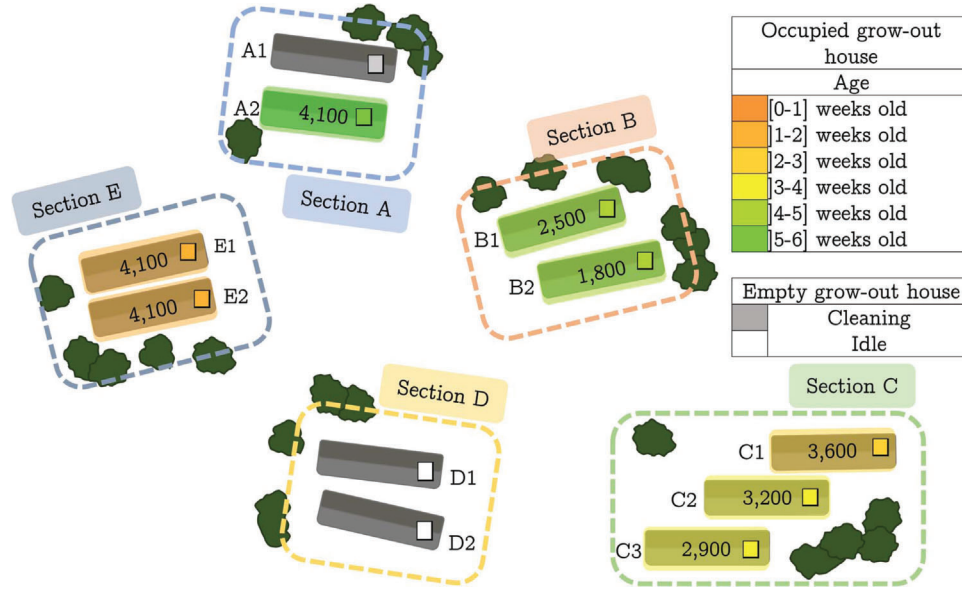 A1
A2
4,100
Section A
Section B
B1
2,500
B2
1,800
Section E
E1
4,100
E2
4,100
Section D
D1
D2
Section C
C1
3,600
C2
3,200
C3
2,900
Occupied grow-out
house
Age
[0-1] weeks old
]1-2] weeks old
]2-3] weeks old
]3-4] weeks old
]4-5] weeks old
]5-6] weeks old
Empty grow-out house
Cleaning
Idle